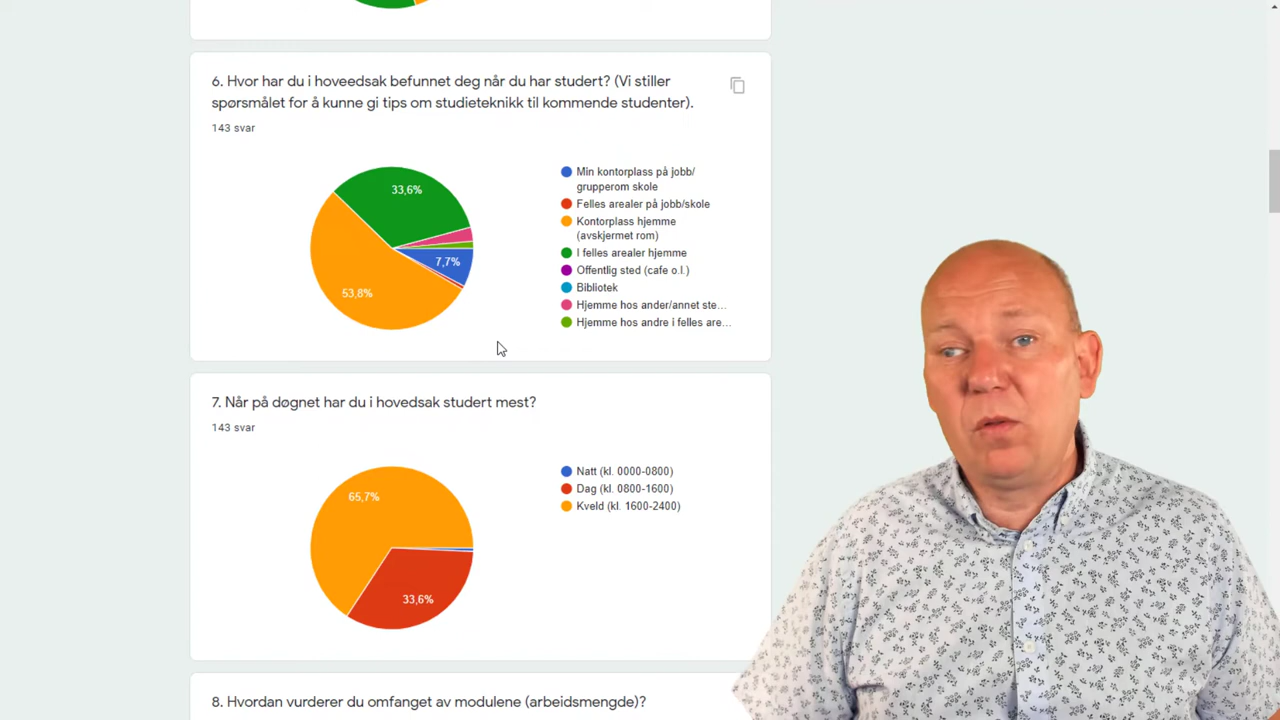 6. Hvor har du i hoveedsak befunnet deg når du har studert? (Vi stiller
spørsmålet for å kunne gi tips om studieteknikk til kommende studenter).
143 svar
33,6%
7,7%
53,8%
Min kontorplass på jobb/
grupperom skole
Felles arealer på jobb/skole
Kontorplass hjemme
(avskjermet rom)
I felles arealer hjemme
Offentlig sted (cafe o.l.)
Bibliotek
Hjemme hos ander/annet ste...
Hjemme hos andre i felles are...
7. Når på døgnet har du i hovedsak studert mest?
143 svar
65,7%
33,6%
Natt (kl. 0000-0800)
Dag (kl. 0800-1600)
Kveld (kl. 1600-2400)
8. Hvordan vurderer du omfanget av modulene (arbeidsmengde)?